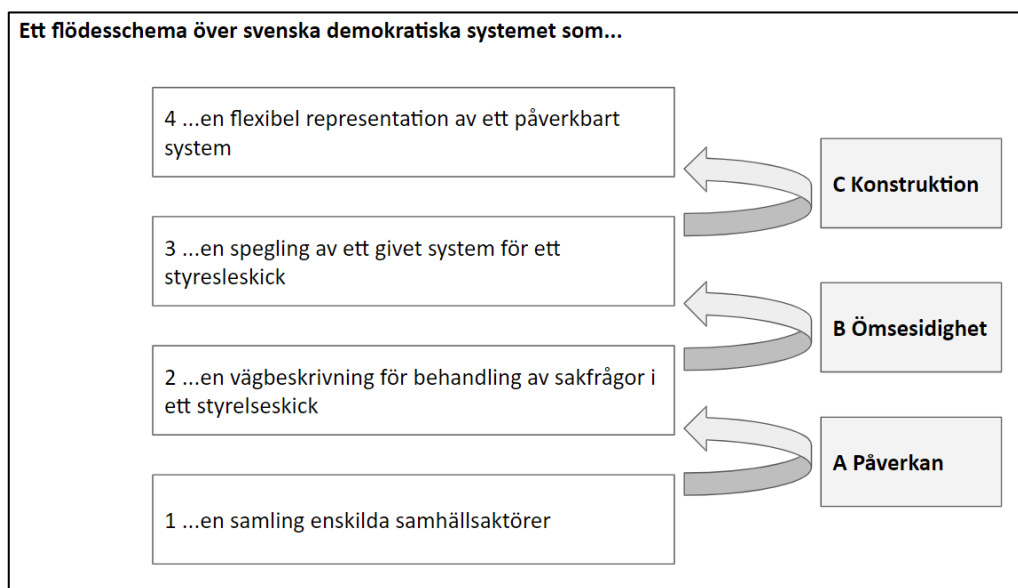 Ett flödesschema över svenska demokratiska systemet som...
4 ...en flexibel representation av ett påverkbart
system
C Konstruktion
3 ...en spegling av ett givet system för ett
styresleskick
B Ömsesidighet
2 ...en vägbeskrivning för behandling av sakfrågor i
ett styrelseskick
A Påverkan
1 ...en samling enskilda samhällsaktörer